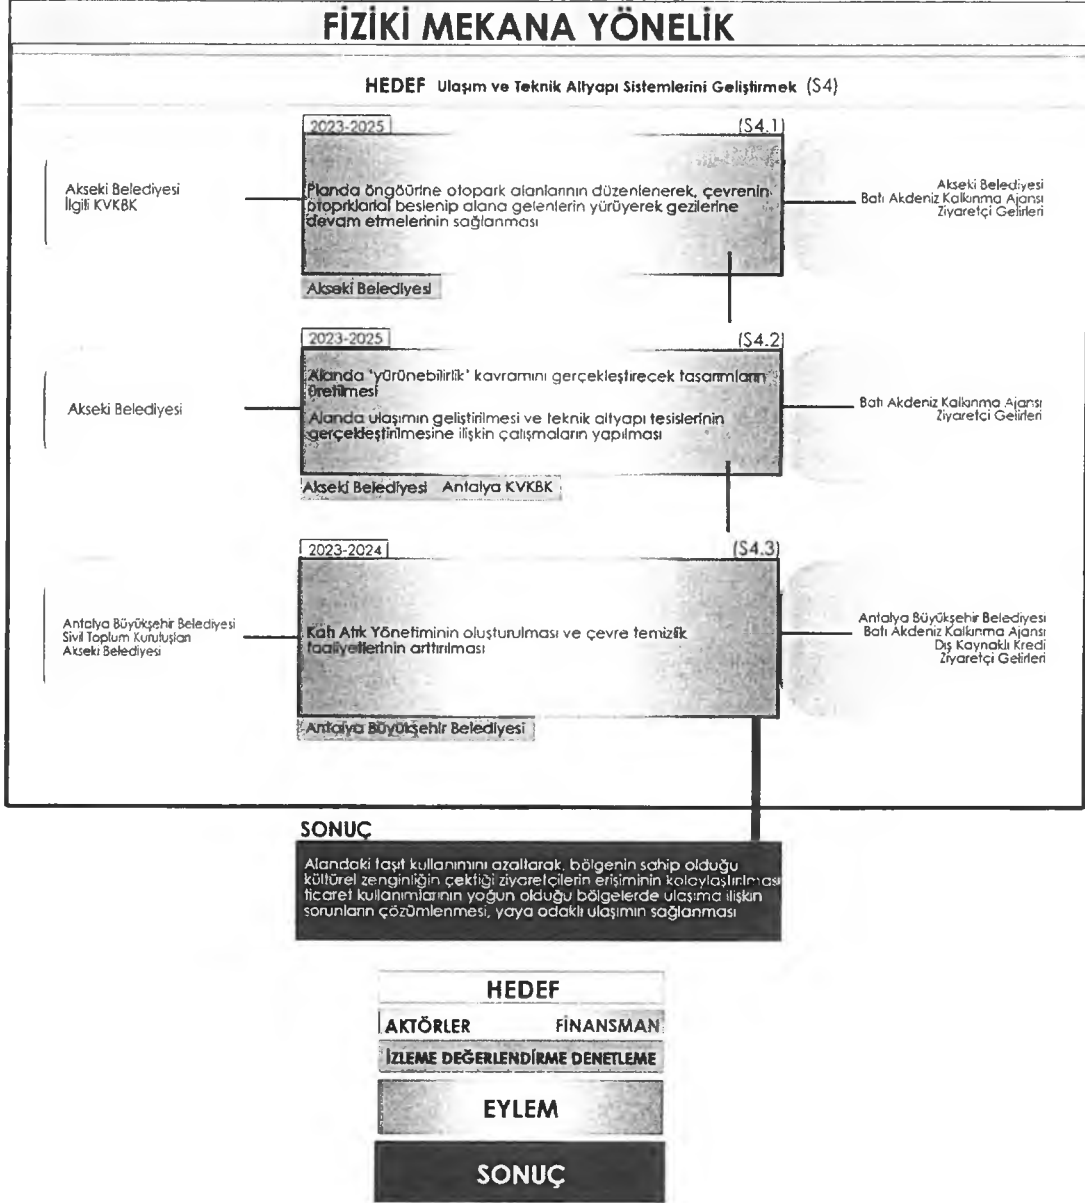 FİZİKİ MEKANA YÖNELİK
HEDEF Ulaşım ve Teknik Altyapı Sistemlerini Geliştirmek (S4)
2023-2025 (S4.1)
Akseki Belediyesi
İlgili KVKBK
Planda öngöürine otopark alanlarının düzenlenerek, çevrenin
otoprklarial beslenip alana gelenlerin yürüyerek gezilerine
devam etmelerinin sağlanması
Akseki Belediyesi
Batı Akdeniz Kalkınma Ajansı
Ziyaretçi Gelirleri
Akseki Belediyesi
2023-2025 (S4.2)
Akseki Belediyesi
Alanda 'yürünebilirlik' kavramını gerçekleştirecek tasarımların
üretilmesi
Alanda ulaşımın geliştirilmesi ve teknik altyapı tesislerinin
gerçekleştirilmesine ilişkin çalışmaların yapılması
Batı Akdeniz Kalkınma Ajansı
Ziyaretçi Gelirleri
Akseki Belediyesi Antalya KVKBK
2023-2024 (S4.3)
Antalya Büyükşehir Belediyesi
Sivil Toplum Kuruluşları
Akseki Belediyesi
Katı Atık Yönetiminin oluşturulması ve çevre temizlik
faaliyetlerinin arttırılması
Antalya Büyükşehir Belediyesi
Batı Akdeniz Kalkınma Ajansı
Dış Kaynaklı Kredi
Ziyaretçi Gelirleri
Antalya Büyükşehir Belediyesi
SONUÇ
Alandaki taşıt kullanımını azaltarak, bölgenin sahip olduğu
kültürel zenginliğin çektiği ziyaretçilerin erişiminin kolaylaştırılması
ticaret kullanımlarının yoğun olduğu bölgelerde ulaşıma ilişkin
sorunların çözümlenmesi, yaya odaklı ulaşımın sağlanması
HEDEF
AKTÖRLER FİNANSMAN
İZLEME DEĞERLENDİRME DENETLEME
EYLEM
SONUÇ